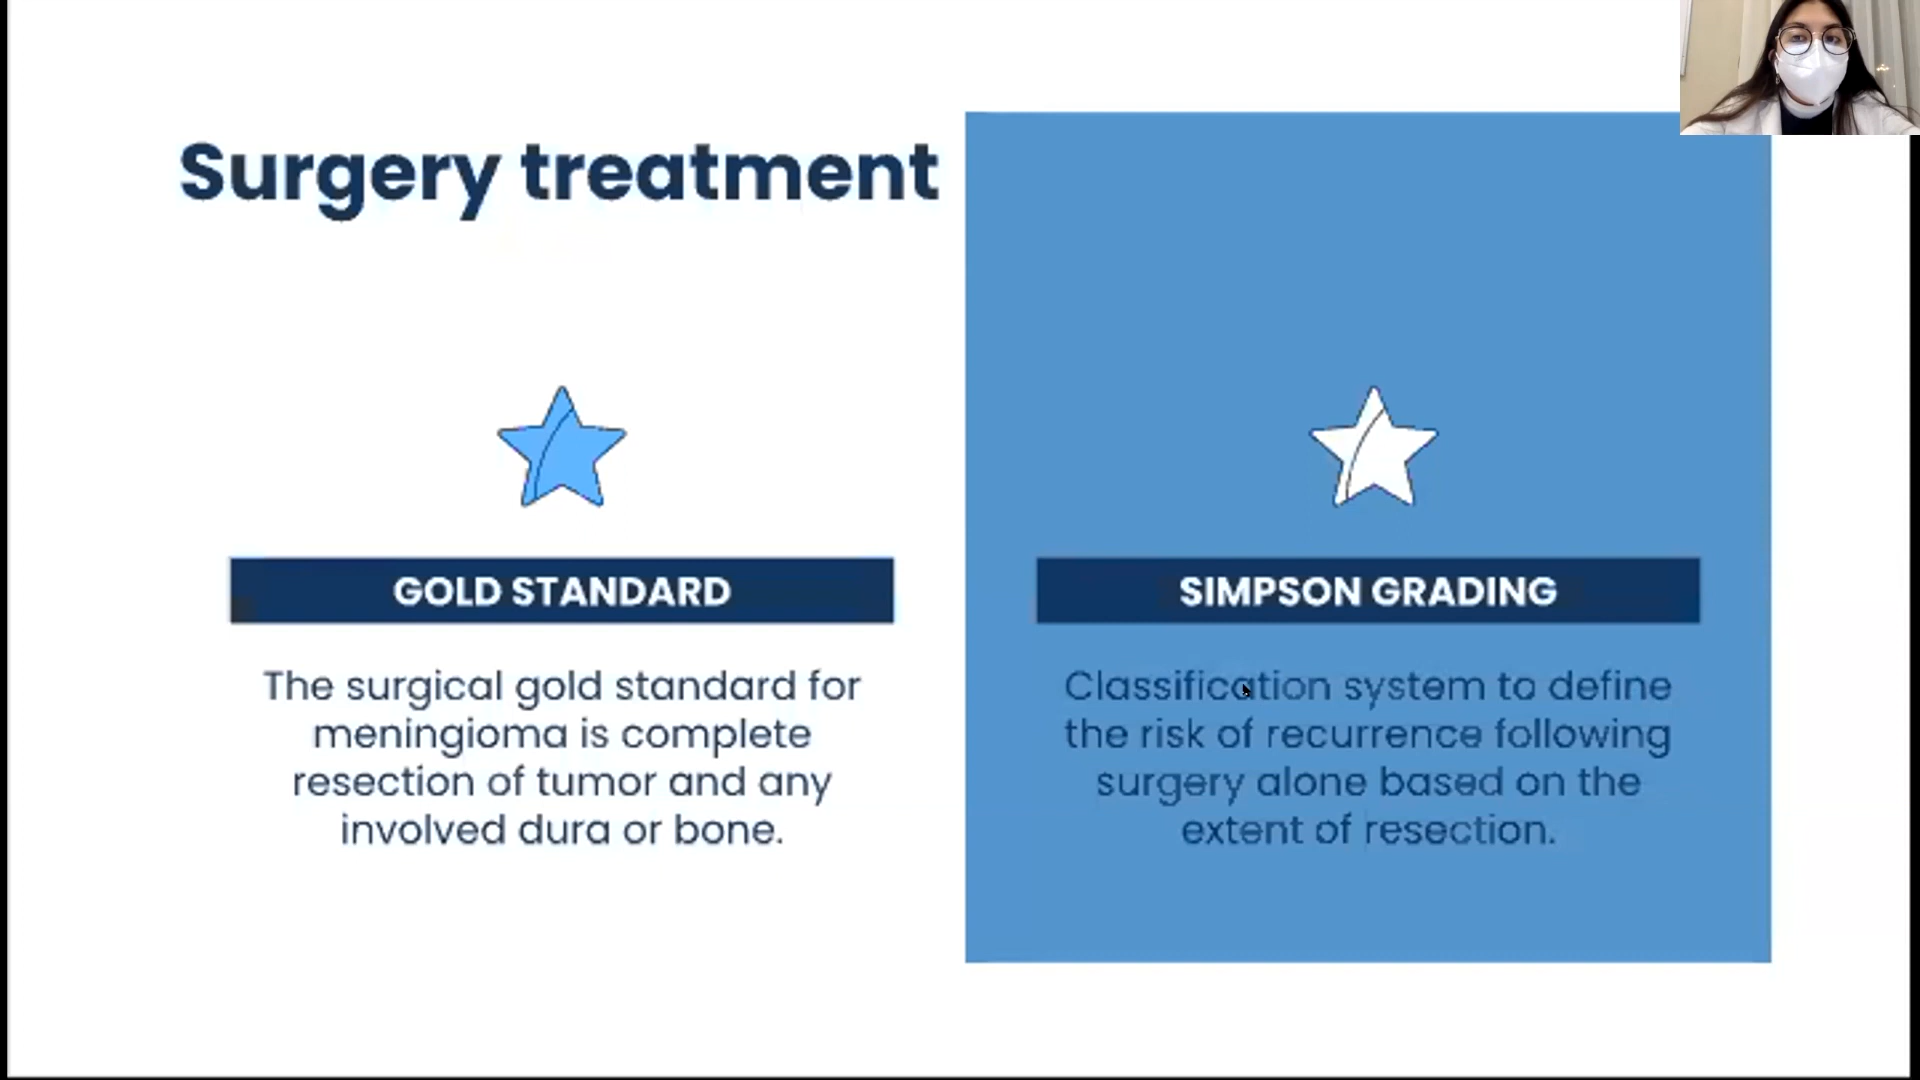 Surgery treatment
GOLD STANDARD
The surgical gold standard for
meningioma is complete
resection of tumor and any
involved dura or bone.
SIMPSON GRADING
Classification system to define
the risk of recurrence following
surgery alone based on the
extent of resection.